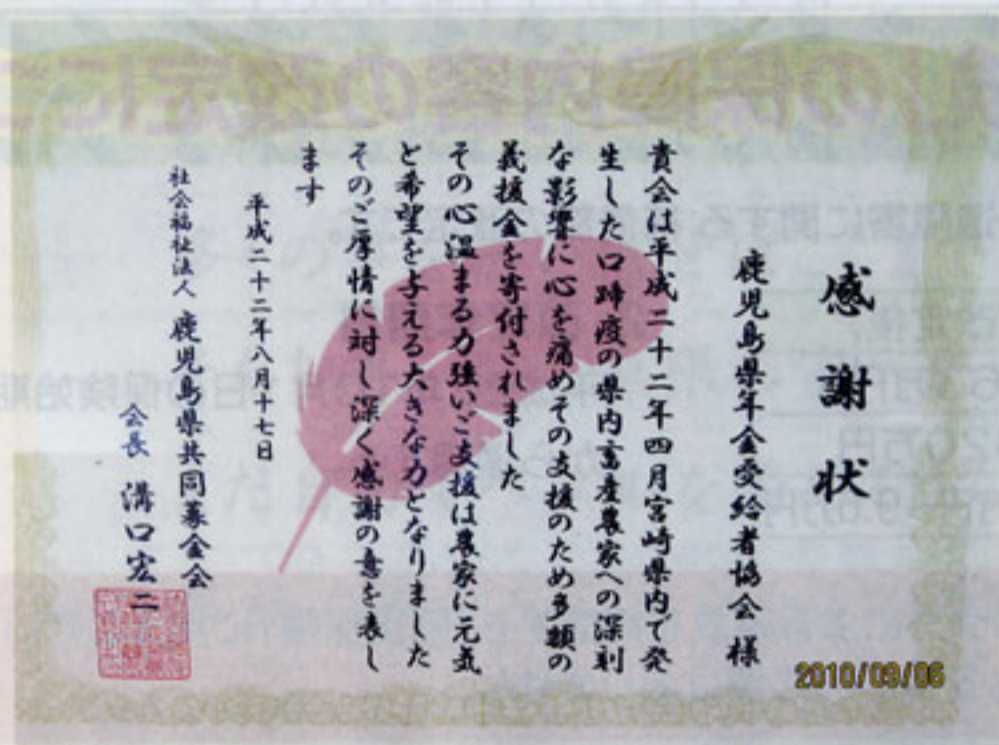 感謝状
鹿児島県年金受給者協会 様
貴会は平成二十二年四月宮崎県内で発
生した口蹄疫の県内畜産農家への深刻
な影響に心を痛めその支援のため多額の
義援金を寄付されました
その心温まる力強いご支援は農家に元気
と希望を与える大きな力となりました
そのご厚情に対し深く感謝の意を表し
ます
平成二十二年八月十七日
社会福祉法人 鹿児島県共同募金会
会長 溝口宏二
2010/09/06